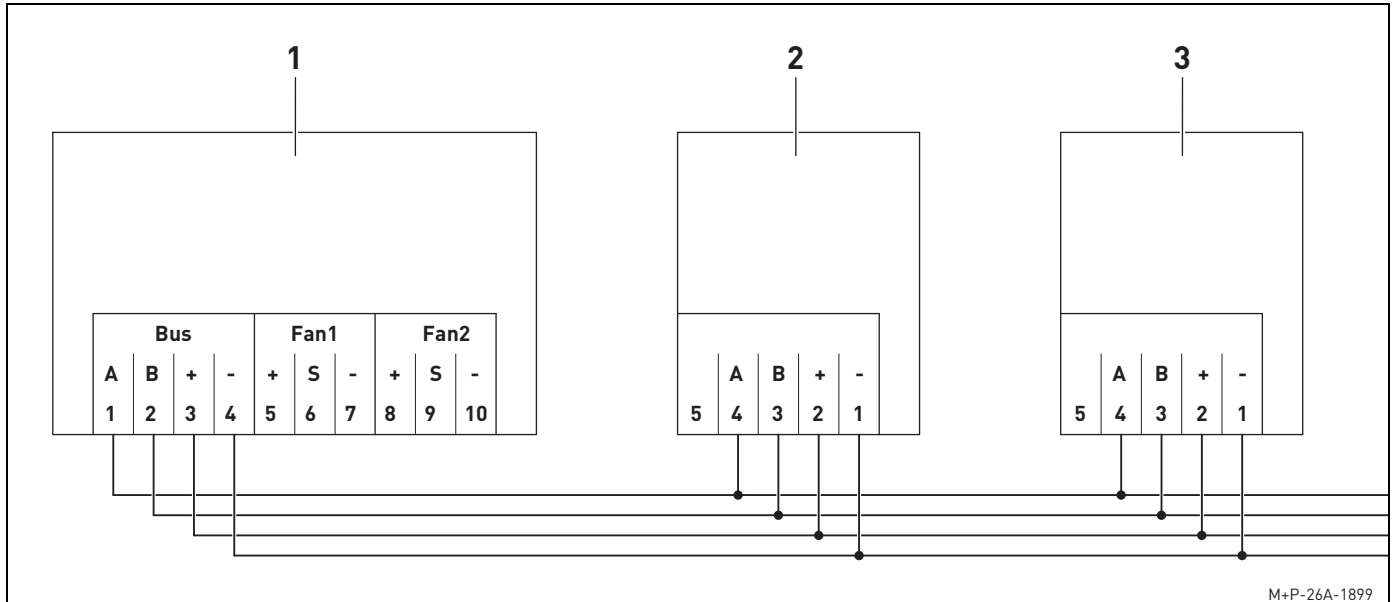 1 2 3
Bus Fan1 Fan2
A B + - + S - + S - A B + - A B + -
1 2 3 4 5 6 7 8 9 10 5 4 3 2 1 5 4 3 2 1
M+P-26A-1899